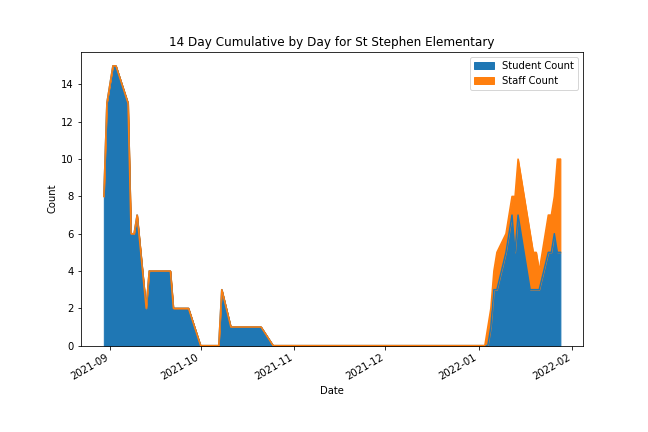 14 Day Cumulative by Day for St Stephen Elementary
Student Count
Staff Count
14
12
10
8
6
4
2
0
Count
2021-09
2021-10
2021-11
2021-12
2022-01
2022-02
Date